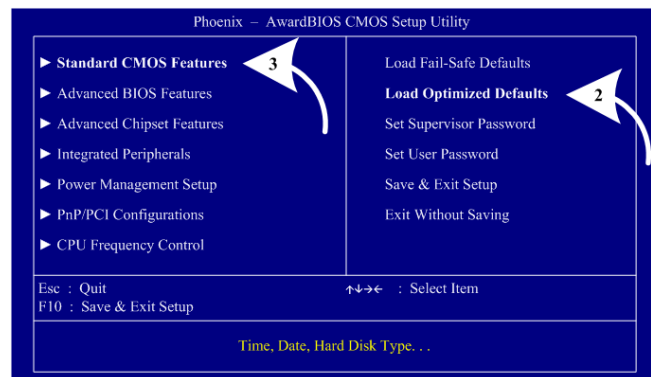 Phoenix – AwardBIOS CMOS Setup Utility
► Standard CMOS Features
3
► Advanced BIOS Features
► Advanced Chipset Features
► Integrated Peripherals
► Power Management Setup
► PnP/PCI Configurations
► CPU Frequency Control
Load Fail-Safe Defaults
Load Optimized Defaults
2
Set Supervisor Password
Set User Password
Save & Exit Setup
Exit Without Saving
Esc : Quit
F10 : Save & Exit Setup
↑↓→← : Select Item
Time, Date, Hard Disk Type. . .